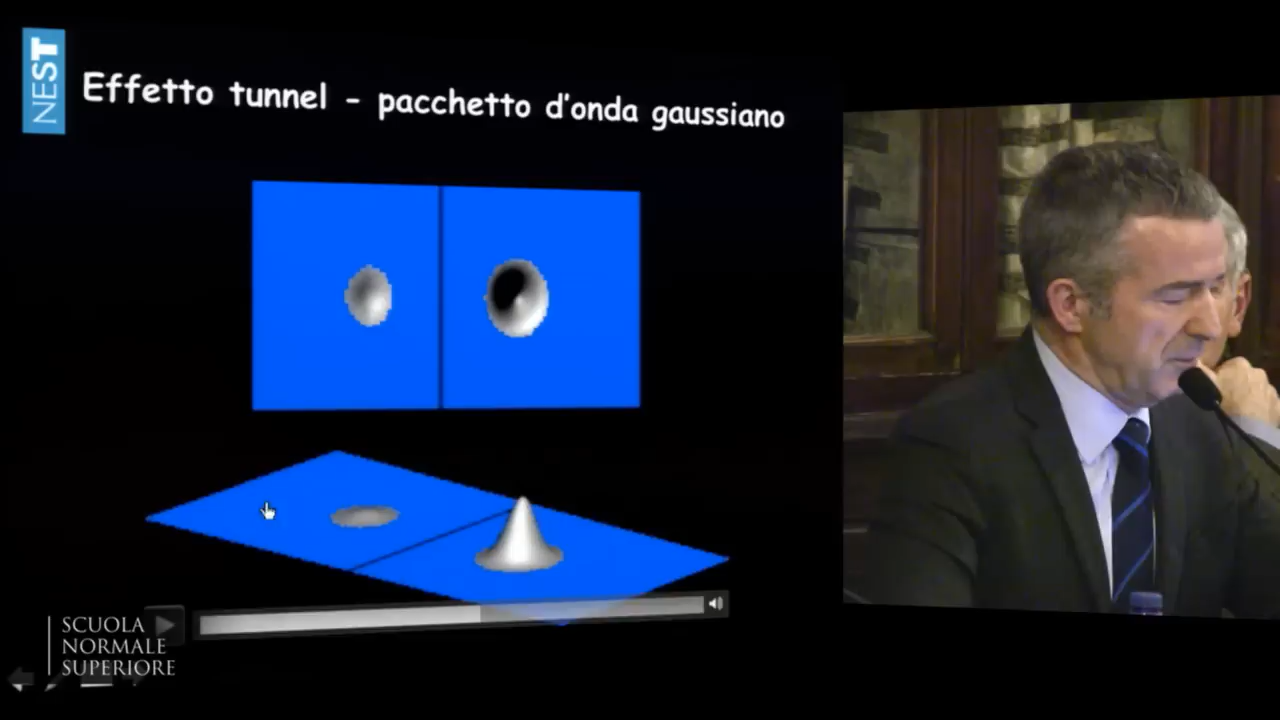 NEST
Effetto tunnel - pacchetto d'onda gaussiano
SCUOLA
NORMALE
SUPERIORE